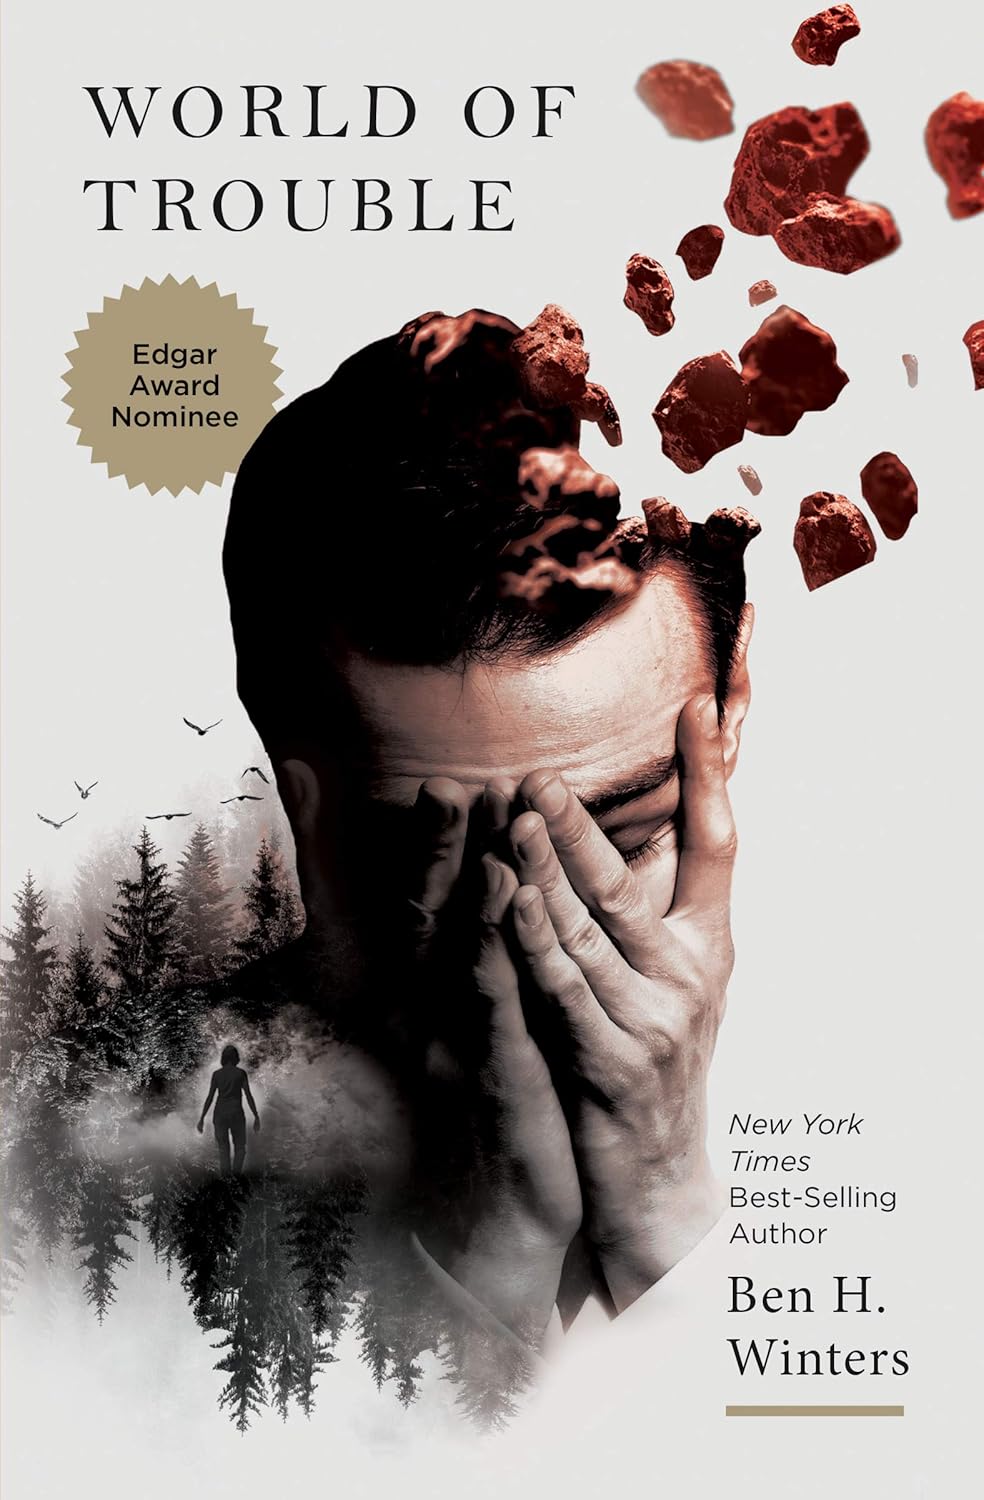 WORLD OF
TROUBLE
Edgar
Award
Nominee
New York
Times
Best-Selling
Author
Ben H.
Winters